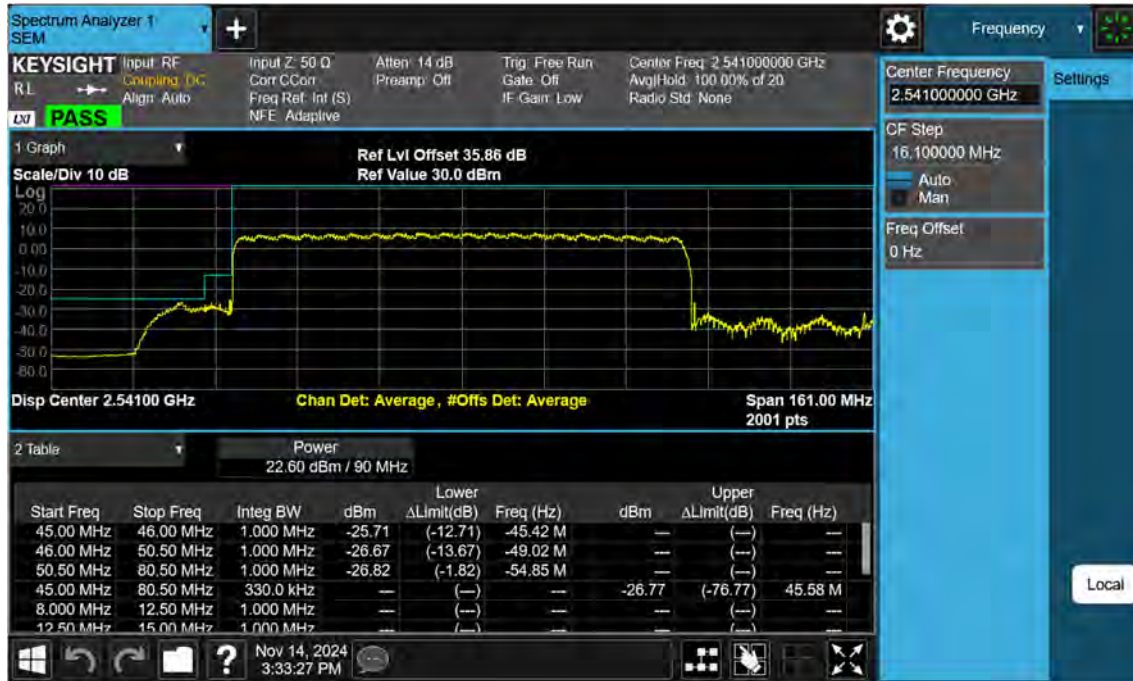 Spectrum Analyzer 1
SEM
Frequency
KEYSIGHT
Input: RF
Coupling: DC
Align: Auto
Input Z: 50 Ω
Corr CCorr
Freq Ref: Int (S)
NFE: Adaptive
Atten: 14 dB
Preamp: Off
Trig: Free Run
Gate: Off
IF Gain: Low
Center Freq: 2.541000000 GHz
Avg|Hold: 100.00% of 20
Radio Std: None
RL
LXI
PASS
Center Frequency
2.541000000 GHz
Settings
CF Step
16.100000 MHz
Auto
Man
Freq Offset
0 Hz
Local
1 Graph
Ref Lvl Offset 35.86 dB
Scale/Div 10 dB
Ref Value 30.0 dBm
Log
20.0
10.0
0.00
-10.0
-20.0
-30.0
-40.0
-50.0
-60.0
Disp Center 2.54100 GHz
Chan Det: Average, #Offs Det: Average
Span 161.00 MHz
2001 pts
2 Table
Power
22.60 dBm / 90 MHz
Lower Upper
Start Freq Stop Freq Integ BW dBm ΔLimit(dB) Freq (Hz) dBm ΔLimit(dB) Freq (Hz)
45.00 MHz 46.00 MHz 1.000 MHz -25.71 (-12.71) -45.42 M --- (---) ---
46.00 MHz 50.50 MHz 1.000 MHz -26.67 (-13.67) -49.02 M --- (---) ---
50.50 MHz 80.50 MHz 1.000 MHz -26.82 (-1.82) -54.85 M --- (---) ---
45.00 MHz 80.50 MHz 330.0 kHz --- (---) --- -26.77 (-76.77) 45.58 M
8.000 MHz 12.50 MHz 1.000 MHz --- (---) --- --- (---) ---
12.50 MHz 15.00 MHz 1.000 MHz --- (---) --- --- (---) ---
?
Nov 14, 2024
3:33:27 PM